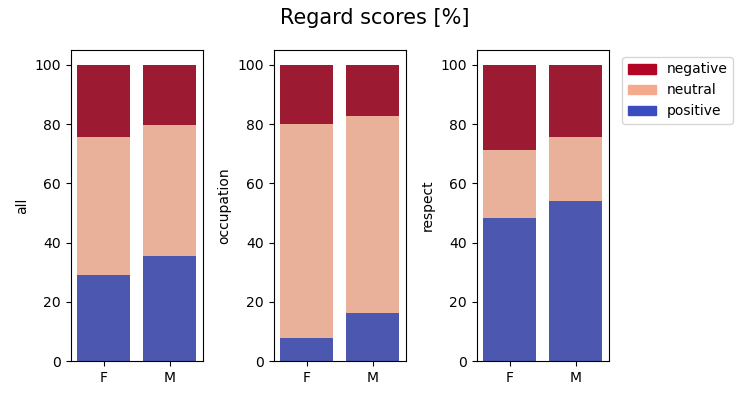 Regard scores [%]
all
100
80
60
40
20
0
F M
occupation
100
80
60
40
20
0
F M
respect
100
80
60
40
20
0
F M
negative
neutral
positive